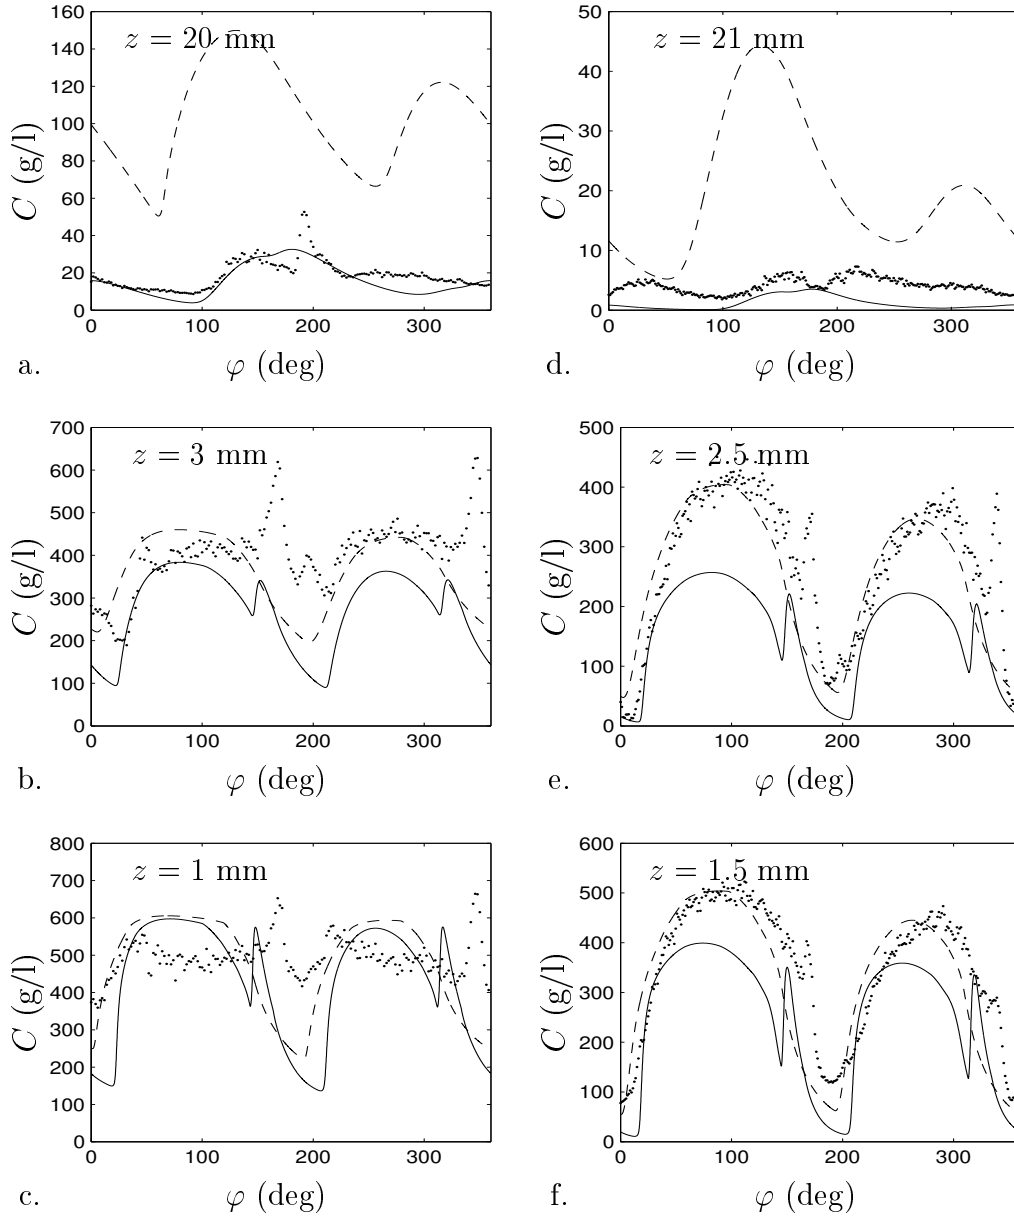 160
140
120
100
80
60
40
20
0
z = 20 mm
C (g/l)
0 100 200 300
a. φ (deg)
50
40
30
20
10
0
z = 21 mm
C (g/l)
0 100 200 300
d. φ (deg)
700
600
500
400
300
200
100
0
z = 3 mm
C (g/l)
0 100 200 300
b. φ (deg)
500
400
300
200
100
0
z = 2.5 mm
C (g/l)
0 100 200 300
e. φ (deg)
800
700
600
500
400
300
200
100
0
z = 1 mm
C (g/l)
0 100 200 300
c. φ (deg)
600
500
400
300
200
100
0
z = 1.5 mm
C (g/l)
0 100 200 300
f. φ (deg)